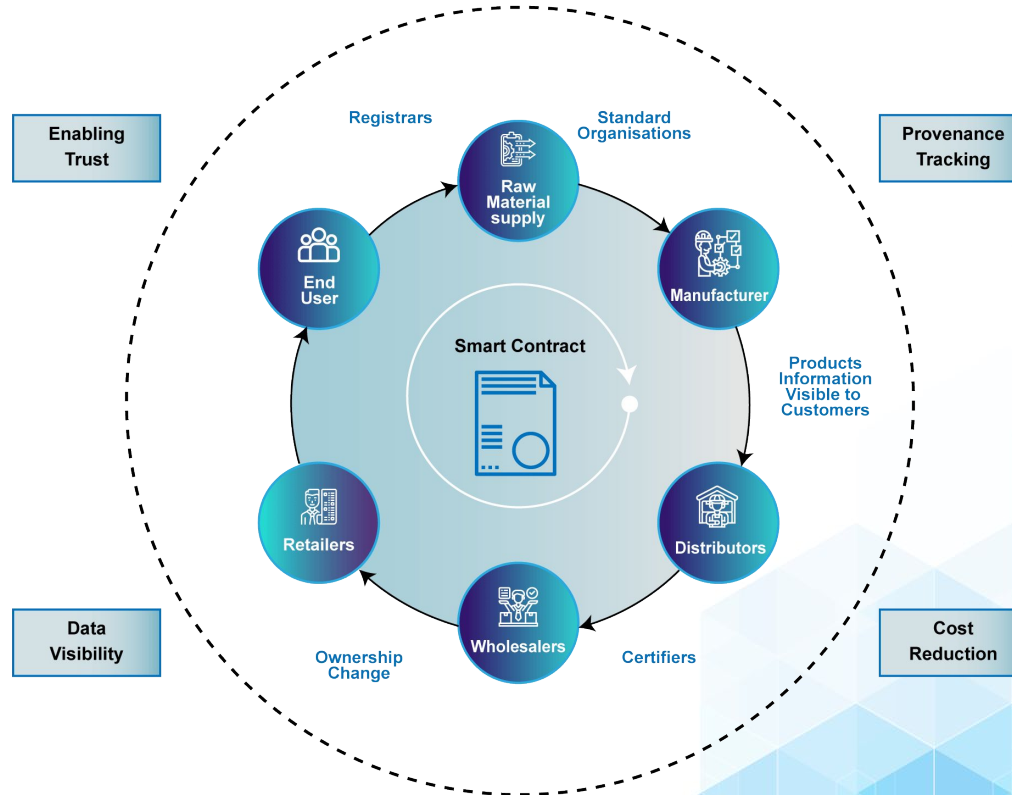 Registrars
Standard
Organisations
Enabling
Trust
Provenance
Tracking
Raw
Material
supply
End
User
Manufacturer
Smart Contract
Products
Information
Visible to
Customers
Retailers
Distributors
Wholesalers
Data
Visibility
Ownership
Change
Certifiers
Cost
Reduction